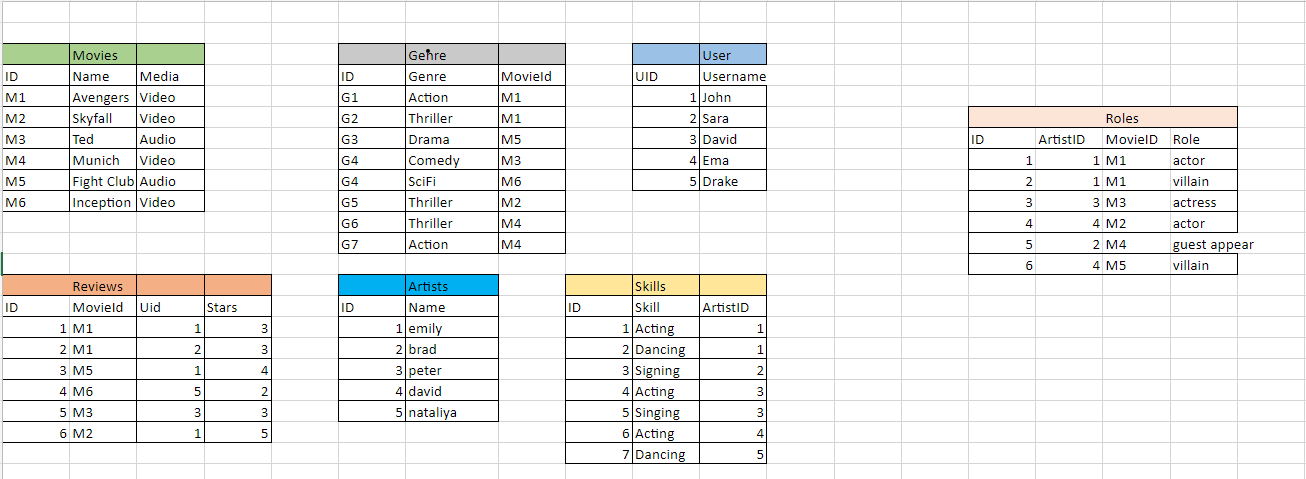 Movies Genre User
ID Name Media ID Genre MovieId UID Username
M1 Avengers Video G1 Action M1 1 John
M2 Skyfall Video G2 Thriller M1 2 Sara Roles
M3 Ted Audio G3 Drama M5 3 David ID ArtistID MovieID Role
M4 Munich Video G4 Comedy M3 4 Ema 1 1 M1 actor
M5 Fight Club Audio G4 SciFi M6 5 Drake 2 1 M1 villain
M6 Inception Video G5 Thriller M2 3 3 M3 actress
G6 Thriller M4 4 4 M2 actor
G7 Action M4 5 2 M4 guest appear
6 4 M5 villain
Reviews Artists Skills
ID MovieId Uid Stars ID Name ID Skill ArtistID
1 M1 1 3 1 emily 1 Acting 1
2 M1 2 3 2 brad 2 Dancing 1
3 M5 1 4 3 peter 3 Signing 2
4 M6 5 2 4 david 4 Acting 3
5 M3 3 3 5 nataliya 5 Singing 3
6 M2 1 5 6 Acting 4
7 Dancing 5